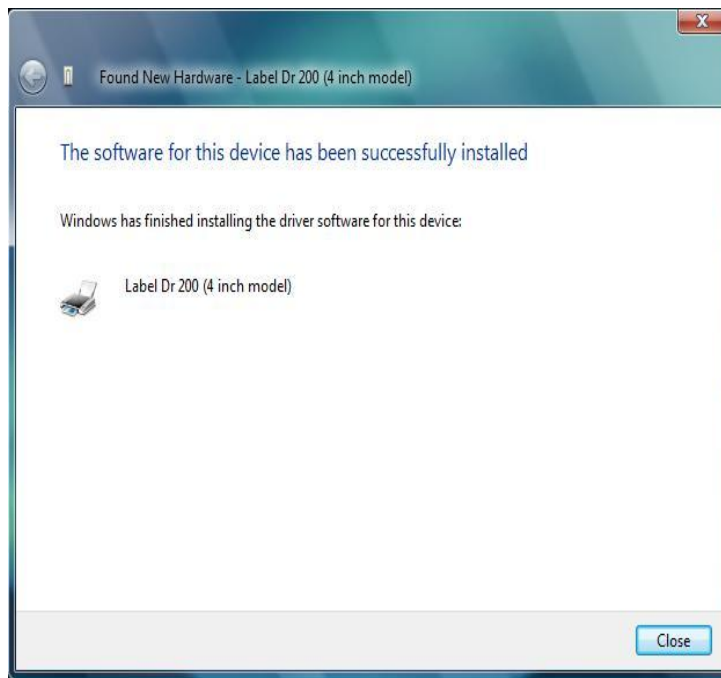 X
Found New Hardware - Label Dr 200 (4 inch model)
The software for this device has been successfully installed
Windows has finished installing the driver software for this device:
Label Dr 200 (4 inch model)
Close